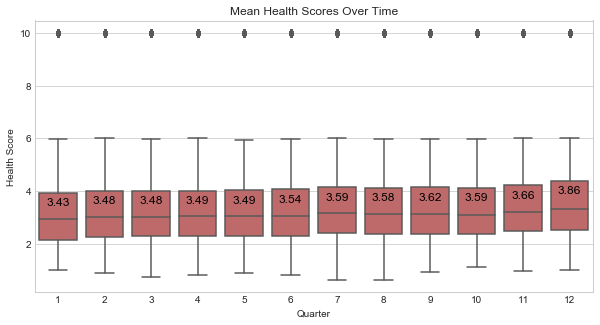 Mean Health Scores Over Time
10
8
6
4
2
Health Score
3.43 3.48 3.48 3.49 3.49 3.54 3.59 3.58 3.62 3.59 3.66 3.86
1 2 3 4 5 6 7 8 9 10 11 12
Quarter